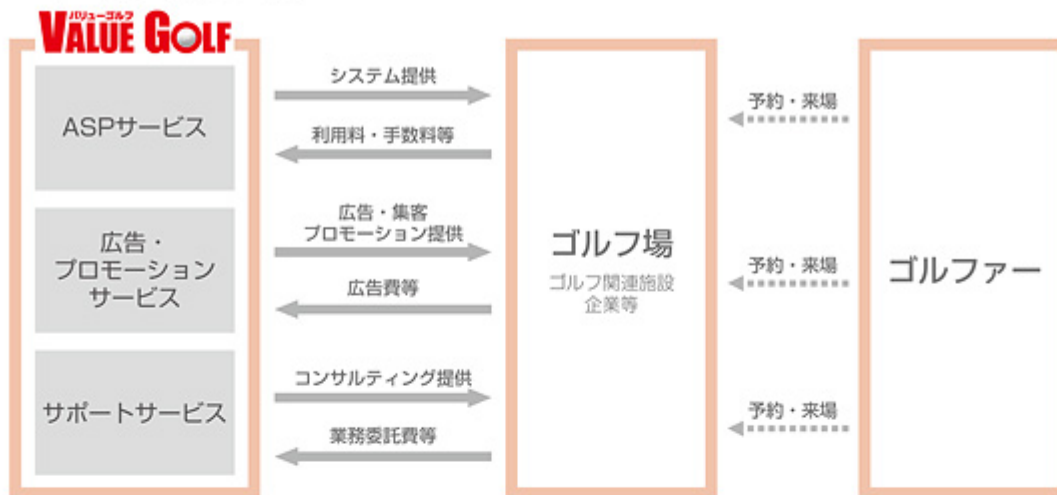 バリューゴルフ
VALUE GOLF
ASPサービス
広告・
プロモーション
サービス
サポートサービス
システム提供
利用料・手数料等
広告・集客
プロモーション提供
広告費等
コンサルティング提供
業務委託費等
ゴルフ場
ゴルフ関連施設
企業等
予約・来場
予約・来場
予約・来場
ゴルファー